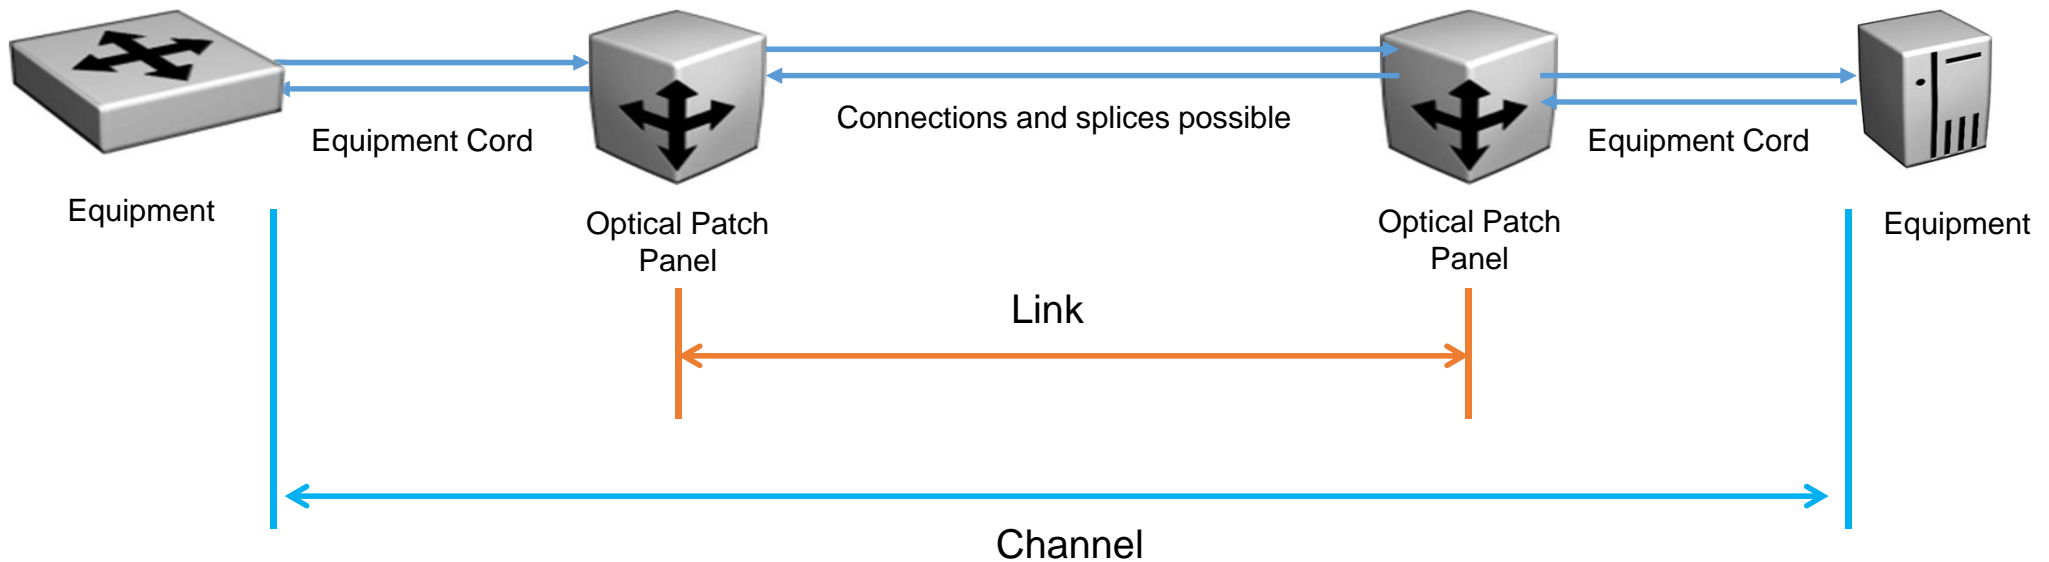 Connections and splices possible
Equipment Cord
Equipment Cord
Equipment
Optical Patch
Panel
Optical Patch
Panel
Equipment
Link
Channel